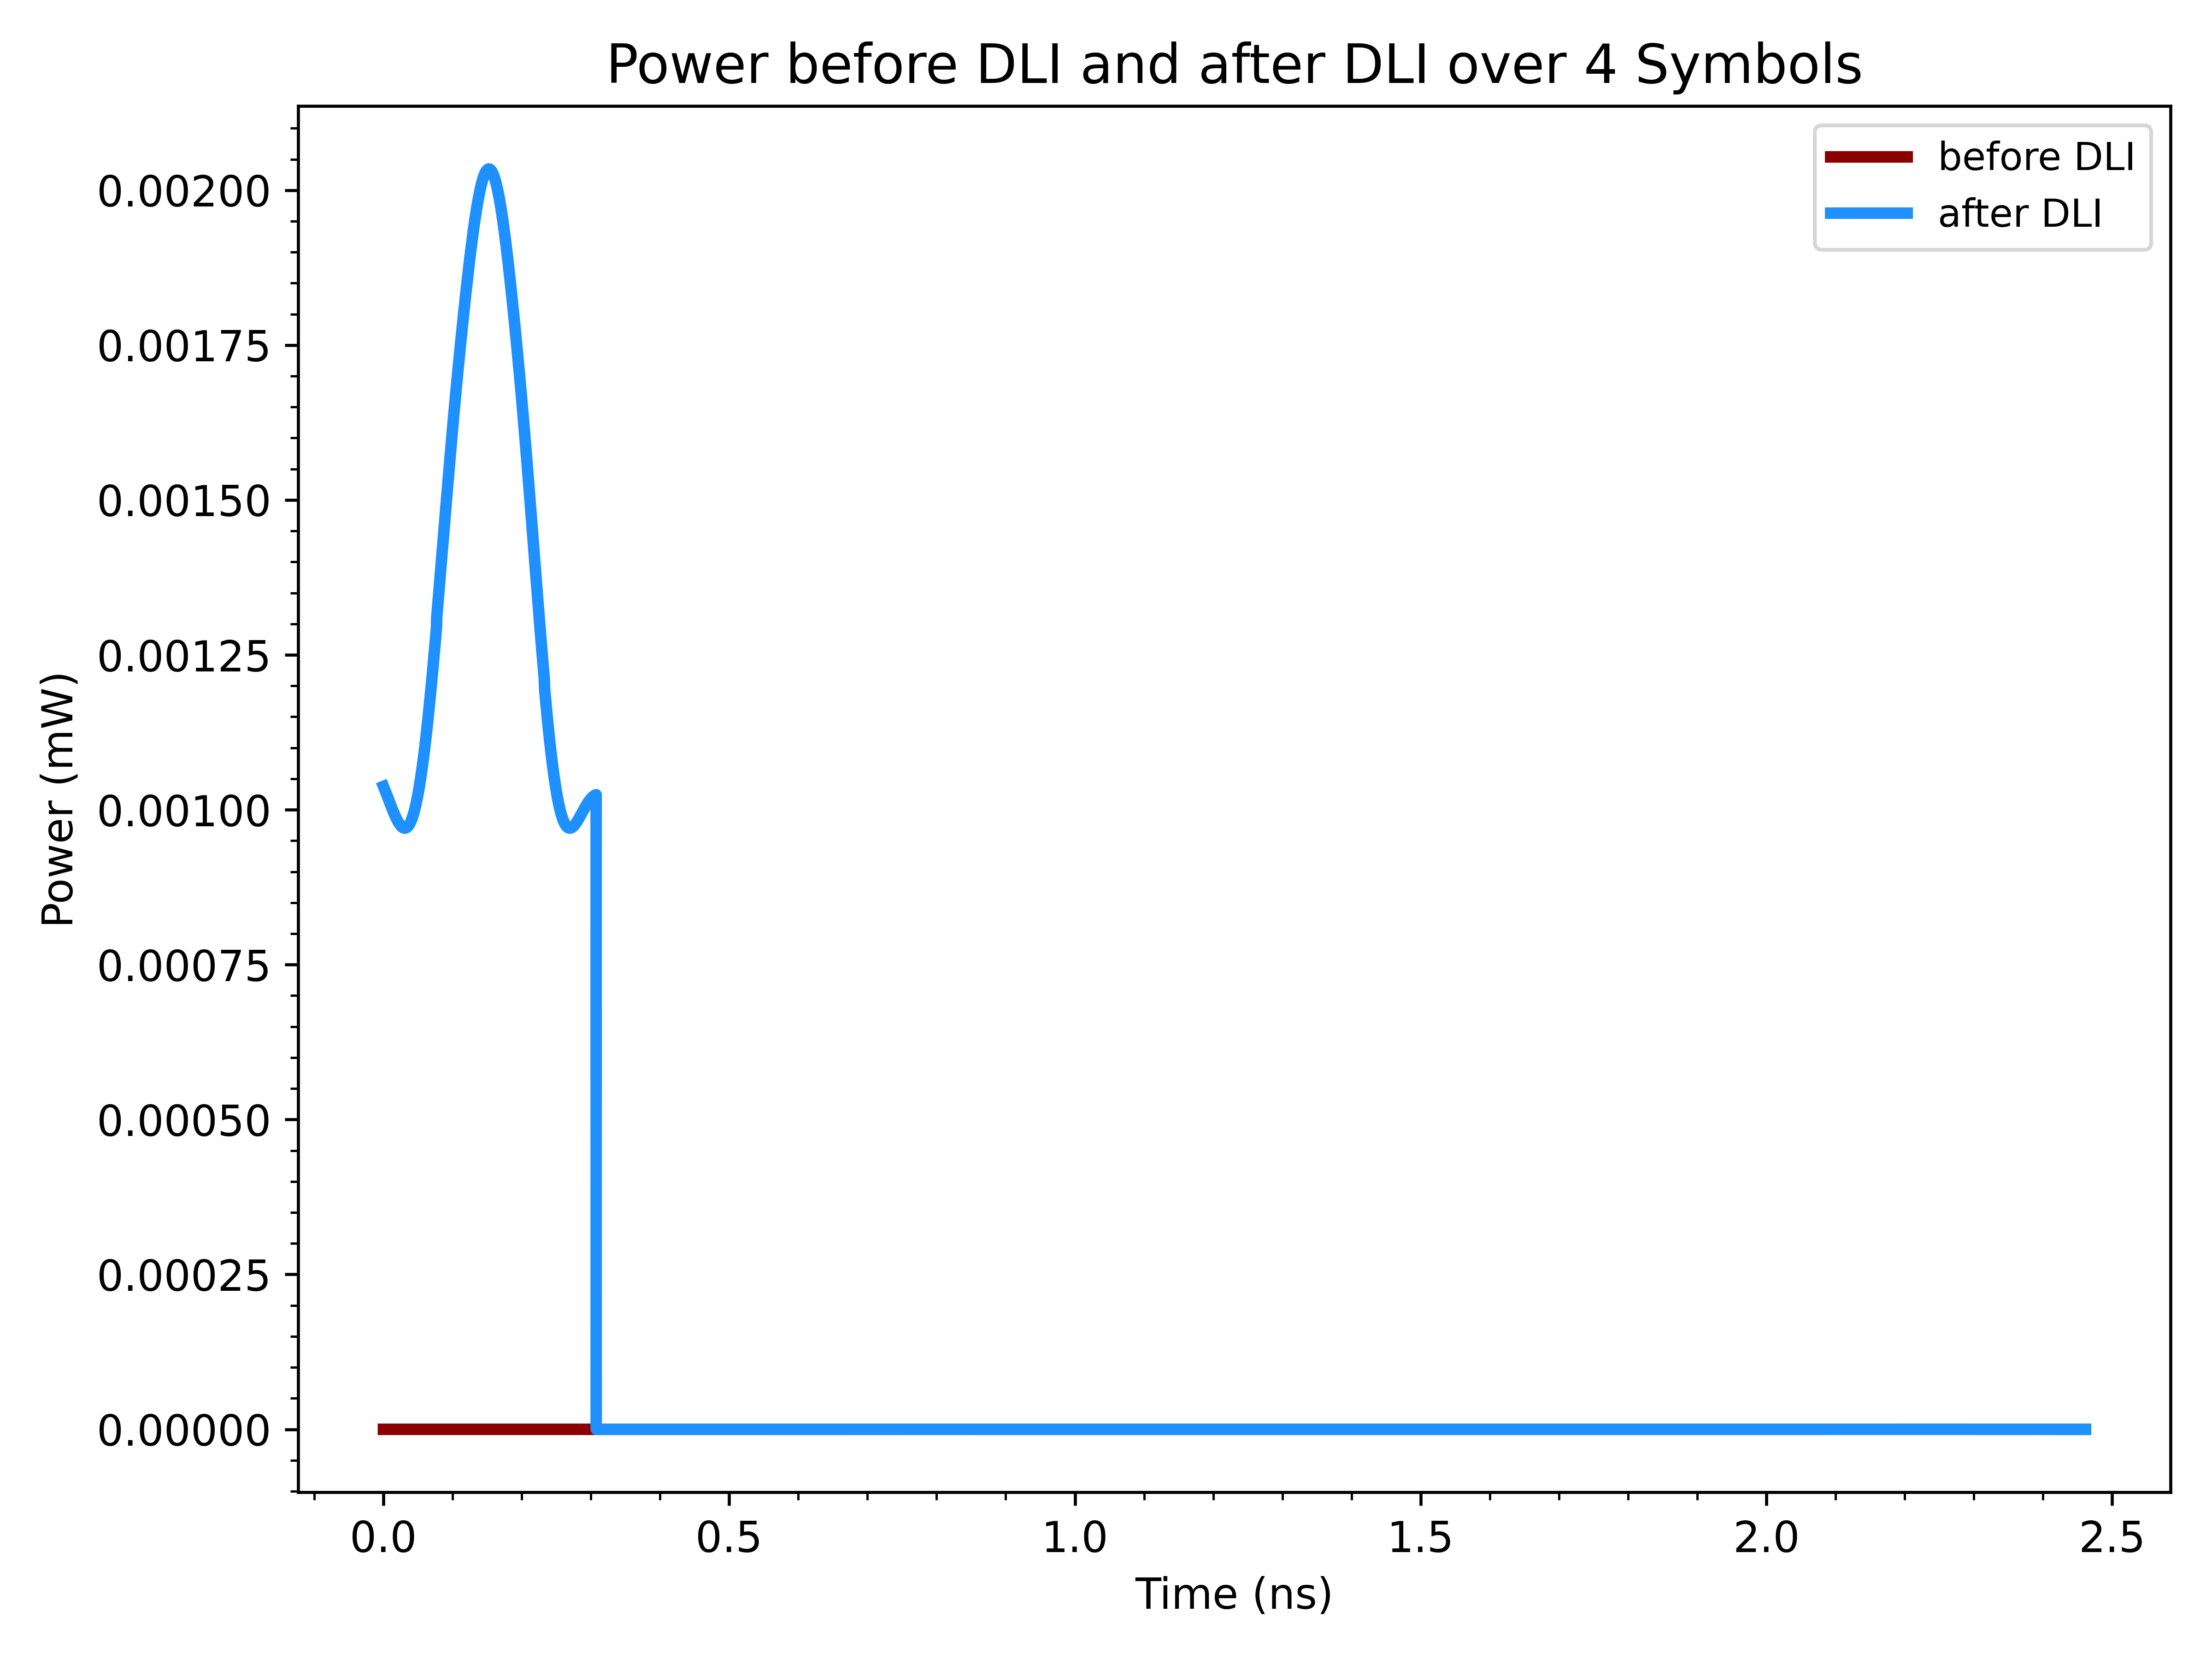 Power before DLI and after DLI over 4 Symbols
before DLI
after DLI
0.00200
0.00175
0.00150
0.00125
0.00100
0.00075
0.00050
0.00025
0.00000
Power (mW)
0.0 0.5 1.0 1.5 2.0 2.5
Time (ns)